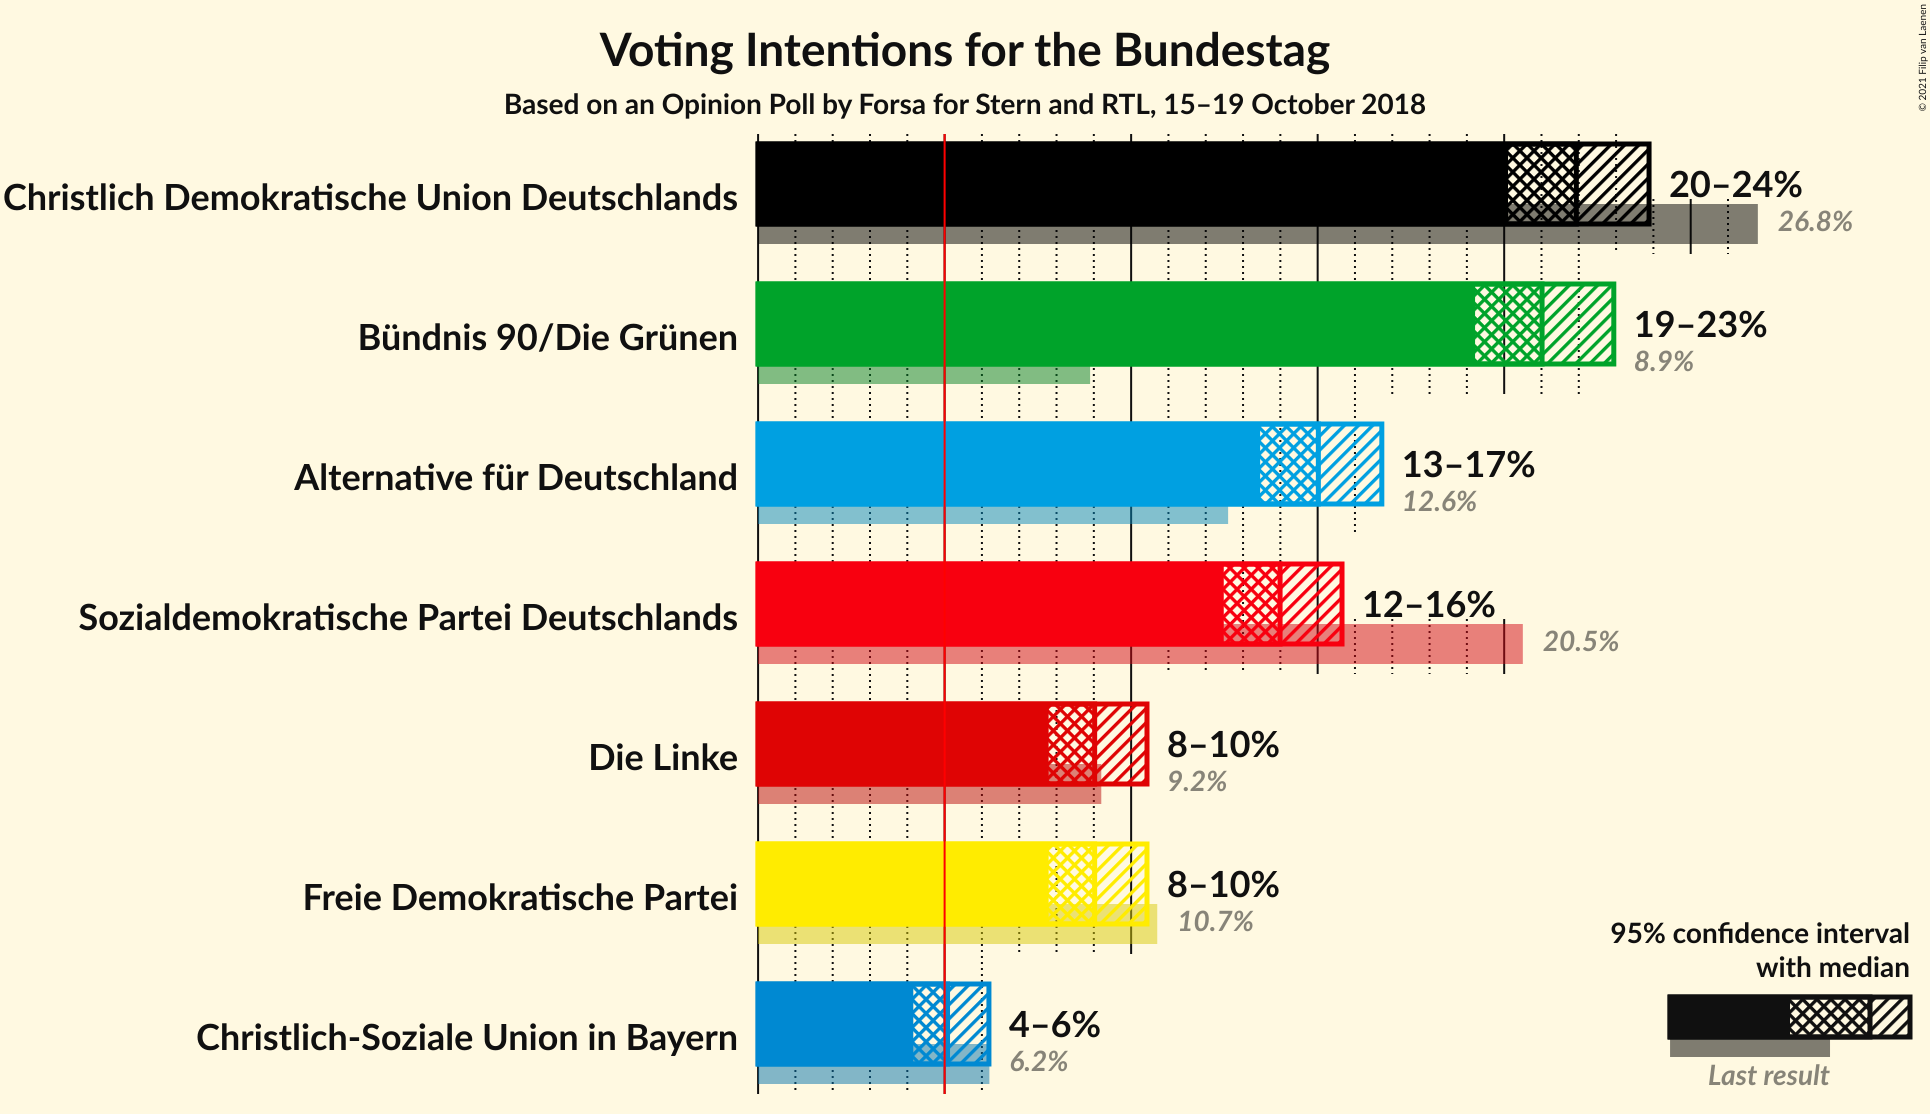 Voting Intentions for the Bundestag
Based on an Opinion Poll by Forsa for Stern and RTL, 15–19 October 2018
© 2021 Filip van Laenen
Christlich Demokratische Union Deutschlands
20–24%
26.8%
Bündnis 90/Die Grünen
19–23%
8.9%
Alternative für Deutschland
13–17%
12.6%
Sozialdemokratische Partei Deutschlands
12–16%
20.5%
Die Linke
8–10%
9.2%
Freie Demokratische Partei
8–10%
10.7%
Christlich-Soziale Union in Bayern
4–6%
6.2%
95% confidence interval
with median
Last result